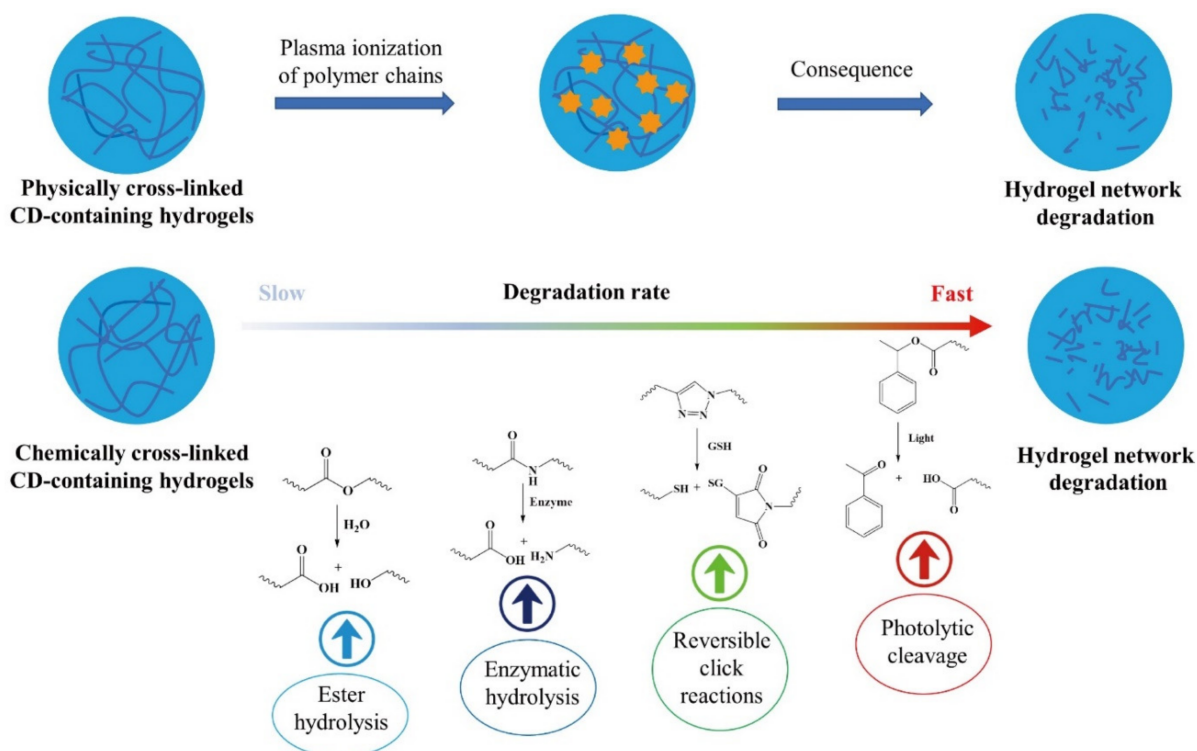 Plasma ionization
of polymer chains
Consequence
Physically cross-linked
CD-containing hydrogels
Hydrogel network
degradation
Slow
Degradation rate
Fast
Chemically cross-linked
CD-containing hydrogels
Hydrogel network
degradation
O
O
H₂O
O
OH
+
HO
O
N
H
Enzyme
O
OH
+
H₂N
N
N
N
GSH
SH
+
SG
O
N
O
O
O
Light
O
+
HO
O
Ester
hydrolysis
Enzymatic
hydrolysis
Reversible
click
reactions
Photolytic
cleavage